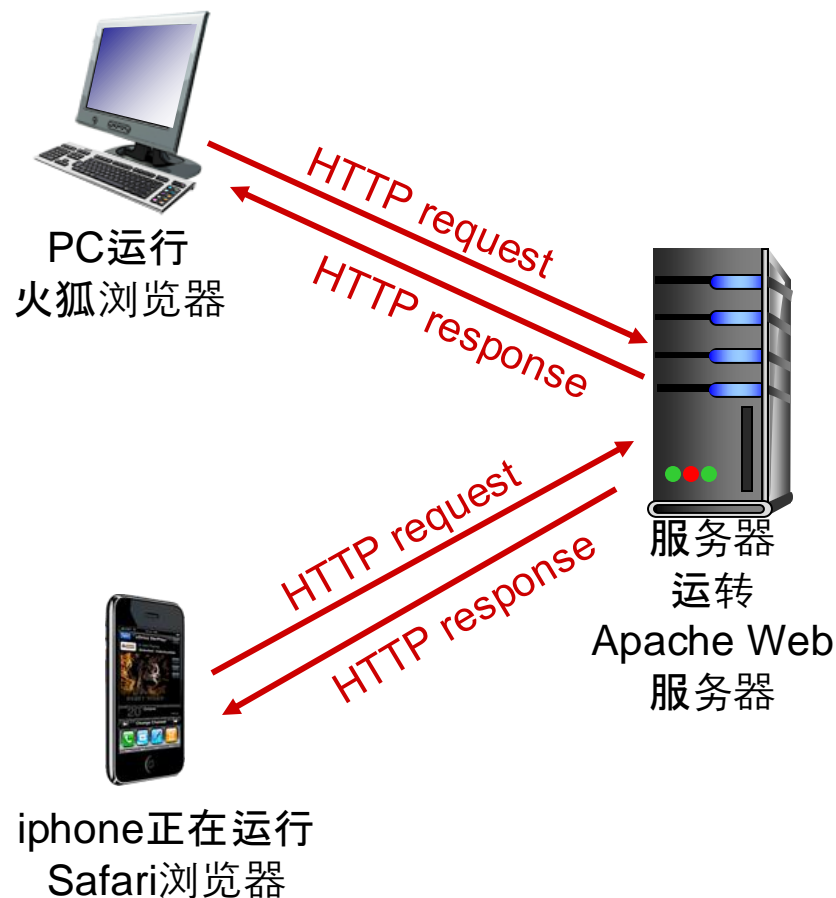 HTTP request
HTTP response
PC运行
火狐浏览器
HTTP request
HTTP response
服务器
运转
Apache Web
服务器
iphone正在运行
Safari浏览器